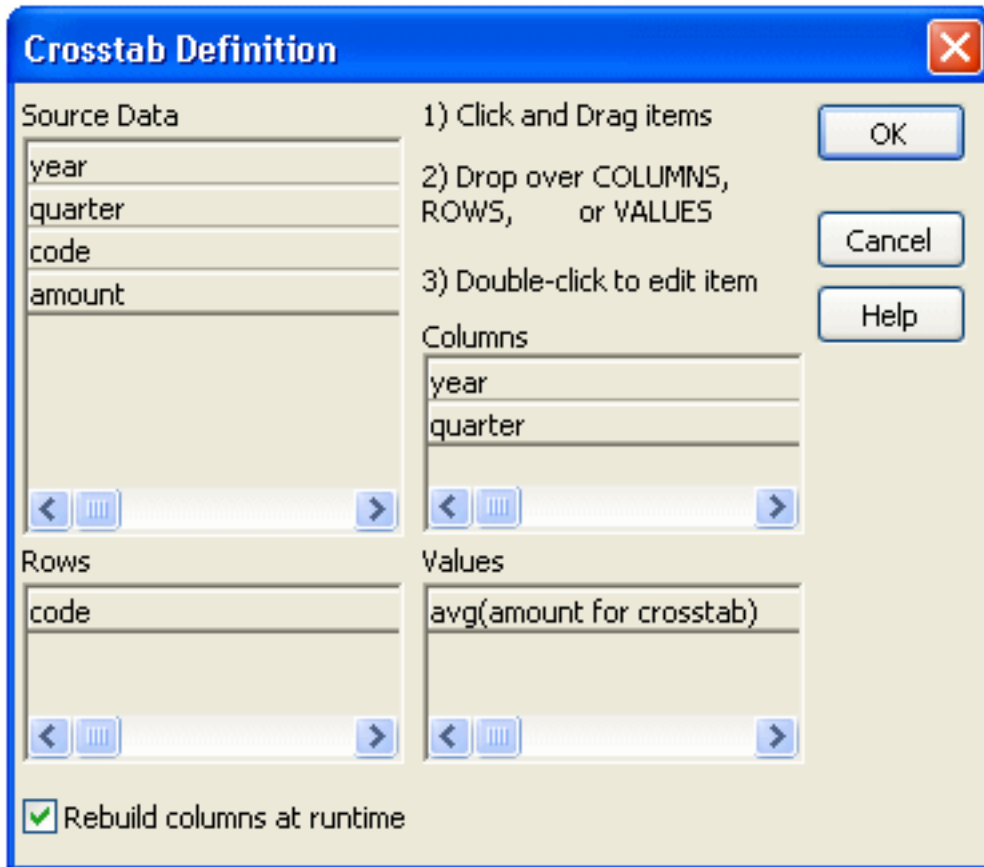 Crosstab Definition
Source Data
year
quarter
code
amount
1) Click and Drag items
2) Drop over COLUMNS,
ROWS, or VALUES
3) Double-click to edit item
OK
Cancel
Help
Columns
year
quarter
Rows
code
Values
avg(amount for crosstab)
Rebuild columns at runtime